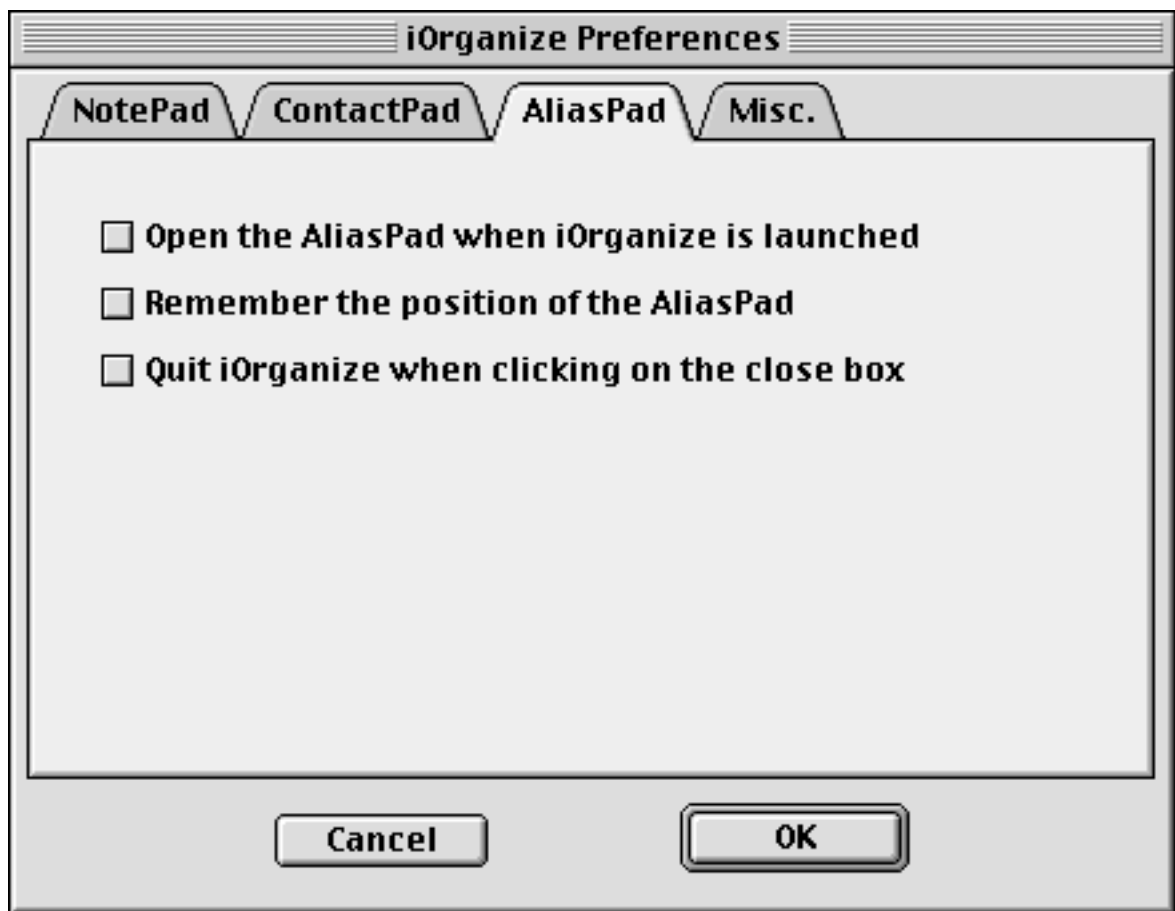 iOrganize Preferences
NotePad ContactPad AliasPad Misc.
Open the AliasPad when iOrganize is launched
Remember the position of the AliasPad
Quit iOrganize when clicking on the close box
Cancel OK